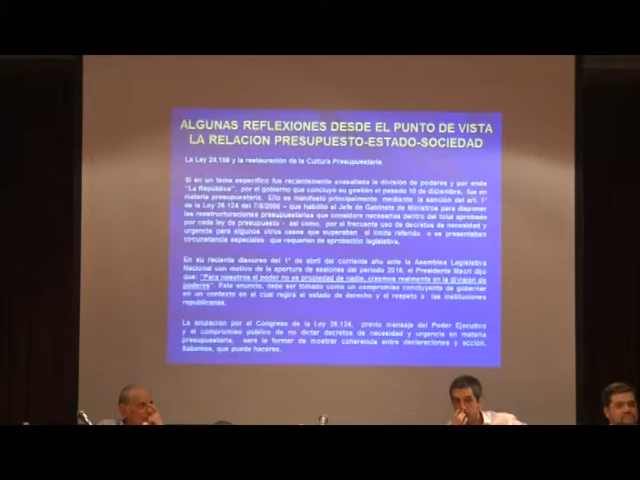 ALGUNAS REFLEXIONES DESDE EL PUNTO DE VISTA
LA RELACION PRESUPUESTO-ESTADO-SOCIEDAD
La Ley 24.156 y la restauración de la Cultura Presupuestaria.
Si en un tema específico fue recientemente avasallada la división de poderes y por ende
"La República", por el gobierno que concluyo su gestión el pasado 10 de diciembre, fue en
materia presupuestaria. Ello es manifiesto principalmente mediante la sanción del art. 1°
de la Ley 26.124 del 7/8/2006 – que habilitó al Jefe de Gabinete de Ministros para disponer
las reestructuraciones presupuestarias que considere necesarias dentro del total aprobado
por cada ley de presupuesto - así como, por el frecuente uso de decretos de necesidad y
urgencia para algunos otros casos que superaban el límite referido o se presentaban
circunstancia especiales que requerían de aprobación legislativa.
En su reciente discurso del 1° de abril del corriente año ante la Asamblea Legislativa
Nacional con motivo de la apertura de sesiones del período 2016, el Presidente Macri dijo
que: "Para nosotros el poder no es propiedad de nadie, creemos realmente en la división de
poderes". Este anuncio, debe ser tomado como un compromiso concluyente de gobernar
en un contexto en el cual regirá el estado de derecho y el respeto a las instituciones
republicanas.
La anulación por el Congreso de la Ley 26.124, previo mensaje del Poder Ejecutivo
y el compromiso público de no dictar decretos de necesidad y urgencia en materia
presupuestaria, sería la former de mostrar coherencia entre declaraciones y acción.
Sabemos, que puede hacerse.